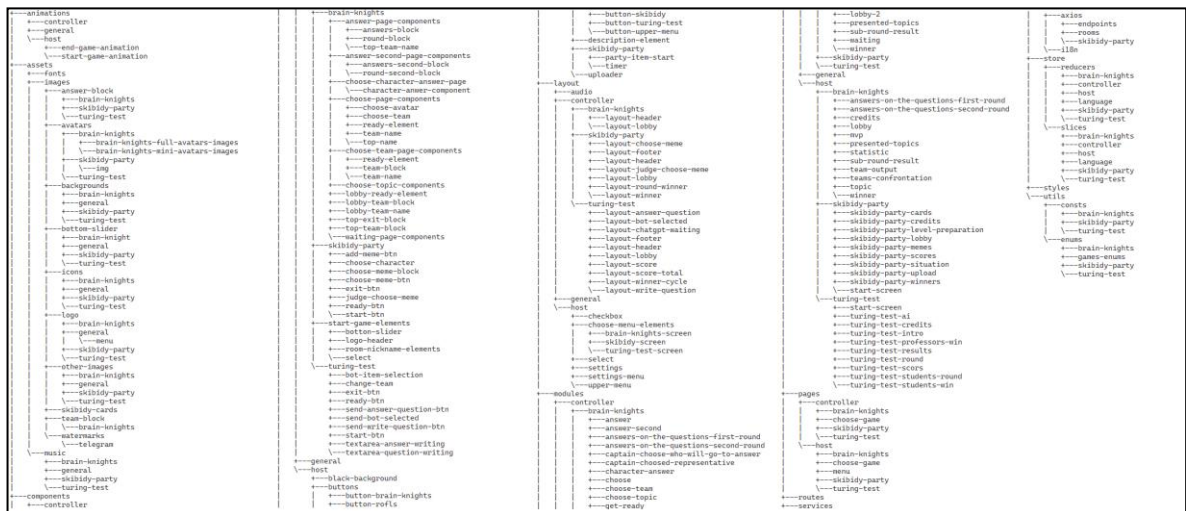 +---animations
|   +---controller
|   +---general
|   \---host
|       +---end-game-animation
|       \---start-game-animation
+---assets
|   +---fonts
|   +---images
|   |   +---answer-block
|   |   |   +---brain-knights
|   |   |   +---skibidy-party
|   |   |   \---turing-test
|   |   +---avatars
|   |   |   +---brain-knights
|   |   |   |   +---brain-knights-full-avatars-images
|   |   |   |   \---brain-knights-mini-avatars-images
|   |   |   +---skibidy-party
|   |   |   |   \---img
|   |   |   \---turing-test
|   |   +---backgrounds
|   |   |   +---brain-knights
|   |   |   +---general
|   |   |   +---skibidy-party
|   |   |   \---turing-test
|   |   +---bottom-slider
|   |   |   +---brain-knight
|   |   |   +---general
|   |   |   +---skibidy-party
|   |   |   \---turing-test
|   |   +---icons
|   |   |   +---brain-knights
|   |   |   +---general
|   |   |   +---skibidy-party
|   |   |   \---turing-test
|   |   +---logo
|   |   |   +---brain-knights
|   |   |   +---general
|   |   |   |   \---menu
|   |   |   +---skibidy-party
|   |   |   \---turing-test
|   |   +---other-images
|   |   |   +---brain-knights
|   |   |   +---general
|   |   |   +---skibidy-party
|   |   |   \---turing-test
|   |   +---skibidy-cards
|   |   +---team-block
|   |   |   \---brain-knights
|   |   \---watermarks
|   |       \---telegram
|   \---music
|       +---brain-knights
|       +---general
|       +---skibidy-party
|       \---turing-test
+---components
|   +---controller
|   |   +---brain-knights
|   |   |   +---answer-page-components
|   |   |   |   +---answers-block
|   |   |   |   +---round-block
|   |   |   |   \---top-team-name
|   |   |   +---answer-second-page-components
|   |   |   |   +---answers-second-block
|   |   |   |   \---round-second-block
|   |   |   +---choose-character-answer-page
|   |   |   |   \---character-answer-component
|   |   |   +---choose-page-components
|   |   |   |   +---choose-avatar
|   |   |   |   +---choose-team
|   |   |   |   +---ready-element
|   |   |   |   +---team-name
|   |   |   |   \---top-name
|   |   |   +---choose-team-page-components
|   |   |   |   +---ready-element
|   |   |   |   +---team-block
|   |   |   |   \---team-name
|   |   |   +---choose-topic-components
|   |   |   +---lobby-ready-element
|   |   |   +---lobby-team-block
|   |   |   +---lobby-team-name
|   |   |   +---top-exit-block
|   |   |   +---top-team-block
|   |   |   \---waiting-page-components
|   |   +---skibidy-party
|   |   |   +---add-meme-btn
|   |   |   +---choose-character
|   |   |   +---choose-meme-block
|   |   |   +---choose-meme-btn
|   |   |   +---exit-btn
|   |   |   +---judge-choose-meme
|   |   |   +---ready-btn
|   |   |   \---start-btn
|   |   +---start-game-elements
|   |   |   +---botton-slider
|   |   |   +---logo-header
|   |   |   +---room-nickname-elements
|   |   |   \---select
|   |   \---turing-test
|   |       +---bot-item-selection
|   |       +---change-team
|   |       +---exit-btn
|   |       +---ready-btn
|   |       +---send-answer-question-btn
|   |       +---send-bot-selected
|   |       +---send-write-question-btn
|   |       +---start-btn
|   |       +---textarea-answer-writing
|   |       \---textarea-question-writing
|   +---general
|   \---host
|       +---black-background
|       +---buttons
|       |   +---button-brain-knights
|       |   +---button-rofls
|       |   +---button-skibidy
|       |   +---button-turing-test
|       |   \---button-upper-menu
|       +---description-element
|       +---skibidy-party
|       |   +---party-item-start
|       |   \---timer
|       \---uploader
+---layout
|   +---audio
|   +---controller
|   |   +---brain-knights
|   |   |   +---layout-header
|   |   |   \---layout-lobby
|   |   +---skibidy-party
|   |   |   +---layout-choose-meme
|   |   |   +---layout-footer
|   |   |   +---layout-header
|   |   |   +---layout-judge-choose-meme
|   |   |   +---layout-lobby
|   |   |   +---layout-round-winner
|   |   |   \---layout-winner
|   |   \---turing-test
|   |       +---layout-answer-question
|   |       +---layout-bot-selected
|   |       +---layout-chatgpt-waiting
|   |       +---layout-footer
|   |       +---layout-header
|   |       +---layout-lobby
|   |       +---layout-score
|   |       +---layout-score-total
|   |       +---layout-winner-cycle
|   |       \---layout-write-question
|   +---general
|   \---host
|       +---checkbox
|       +---choose-menu-elements
|       |   +---brain-knights-screen
|       |   +---skibidy-screen
|       |   \---turing-test-screen
|       +---select
|       +---settings
|       +---settings-menu
|       \---upper-menu
+---modules
|   +---controller
|   |   +---brain-knights
|   |   |   +---answer
|   |   |   +---answer-second
|   |   |   +---answers-on-the-questions-first-round
|   |   |   +---answers-on-the-questions-second-round
|   |   |   +---captain-choose-who-will-go-to-answer
|   |   |   +---captain-choosed-representative
|   |   |   +---character-answer
|   |   |   +---choose
|   |   |   +---choose-team
|   |   |   +---choose-topic
|   |   |   +---get-ready
|   |   |   +---lobby-2
|   |   |   +---presented-topics
|   |   |   +---sub-round-result
|   |   |   +---waiting
|   |   |   \---winner
|   |   +---skibidy-party
|   |   \---turing-test
|   +---general
|   \---host
|       +---brain-knights
|       |   +---answers-on-the-questions-first-round
|       |   +---answers-on-the-questions-second-round
|       |   +---credits
|       |   +---lobby
|       |   +---mvp
|       |   +---presented-topics
|       |   +---statistic
|       |   +---sub-round-result
|       |   +---team-output
|       |   +---teams-confrontation
|       |   +---topic
|       |   \---winner
|       +---skibidy-party
|       |   +---skibidy-party-cards
|       |   +---skibidy-party-credits
|       |   +---skibidy-party-level-preparation
|       |   +---skibidy-party-lobby
|       |   +---skibidy-party-memes
|       |   +---skibidy-party-scores
|       |   +---skibidy-party-situation
|       |   +---skibidy-party-upload
|       |   +---skibidy-party-winners
|       |   \---start-screen
|       \---turing-test
|           +---start-screen
|           +---turing-test-ai
|           +---turing-test-credits
|           +---turing-test-intro
|           +---turing-test-professors-win
|           +---turing-test-results
|           +---turing-test-round
|           +---turing-test-scors
|           +---turing-test-students-round
|           \---turing-test-students-win
+---pages
|   +---controller
|   |   +---brain-knights
|   |   +---choose-game
|   |   +---skibidy-party
|   |   \---turing-test
|   \---host
|       +---brain-knights
|       +---choose-game
|       +---menu
|       +---skibidy-party
|       \---turing-test
+---routes
+---services
|   +---axios
|   |   +---endpoints
|   |   +---rooms
|   |   \---skibidy-party
|   \---i18n
+---store
|   +---reducers
|   |   +---brain-knights
|   |   +---controller
|   |   +---host
|   |   +---language
|   |   +---skibidy-party
|   |   \---turing-test
|   \---slices
|       +---brain-knights
|       +---controller
|       +---host
|       +---language
|       +---skibidy-party
|       \---turing-test
+---styles
\---utils
    +---consts
    |   +---brain-knights
    |   +---skibidy-party
    |   \---turing-test
    \---enums
        +---brain-knights
        +---games-enums
        +---skibidy-party
        \---turing-test